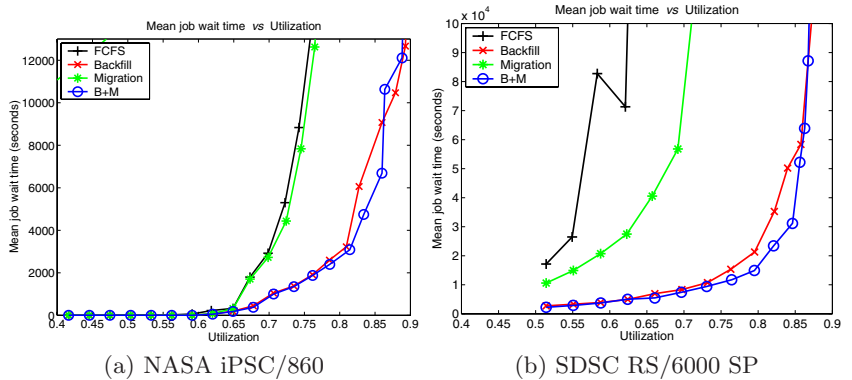 Mean job wait time vs Utilization
FCFS
Backfill
Migration
B+M
Mean job wait time (seconds)
12000
10000
8000
6000
4000
2000
0
0.4 0.45 0.5 0.55 0.6 0.65 0.7 0.75 0.8 0.85 0.9
Utilization
(a) NASA iPSC/860
x 10^4
Mean job wait time vs Utilization
FCFS
Backfill
Migration
B+M
Mean job wait time (seconds)
10
9
8
7
6
5
4
3
2
1
0
0.4 0.45 0.5 0.55 0.6 0.65 0.7 0.75 0.8 0.85 0.9
Utilization
(b) SDSC RS/6000 SP